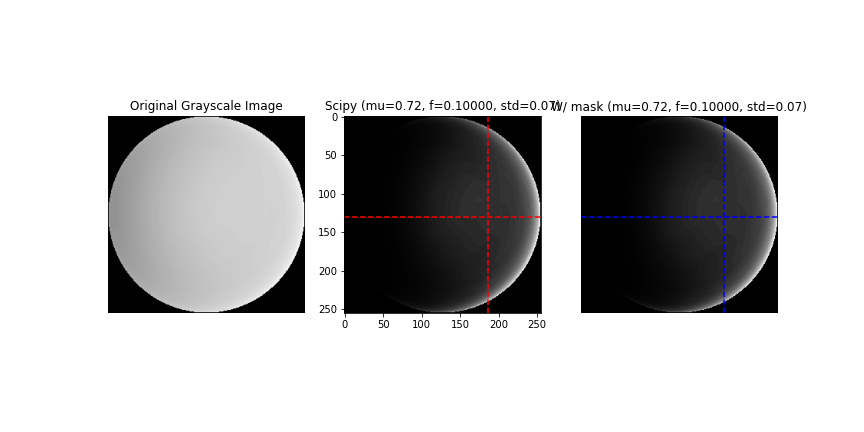 Original Grayscale Image
Scipy (mu=0.72, f=0.10000, std=0.07)
W/ mask (mu=0.72, f=0.10000, std=0.07)
0
50
100
150
200
250
0 50 100 150 200 250